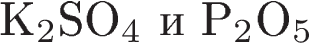 K₂SO₄ и P₂O₅